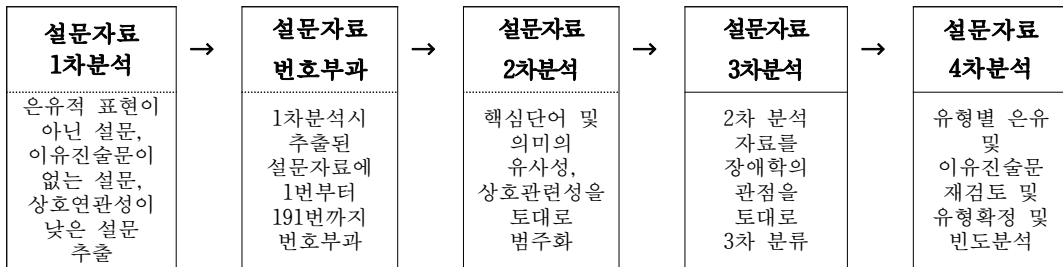 설문자료
1차분석
은유적 표현이
아닌 설문,
이유진술문이
없는 설문,
상호연관성이
낮은 설문
추출
→
설문자료
번호부과
1차분석시
추출된
설문자료에
1번부터
191번까지
번호부과
→
설문자료
2차분석
핵심단어 및
의미의
유사성,
상호관련성을
토대로
범주화
→
설문자료
3차분석
2차 분석
자료를
장애학의
관점을
토대로
3차 분류
→
설문자료
4차분석
유형별 은유
및
이유진술문
재검토 및
유형확정 및
빈도분석